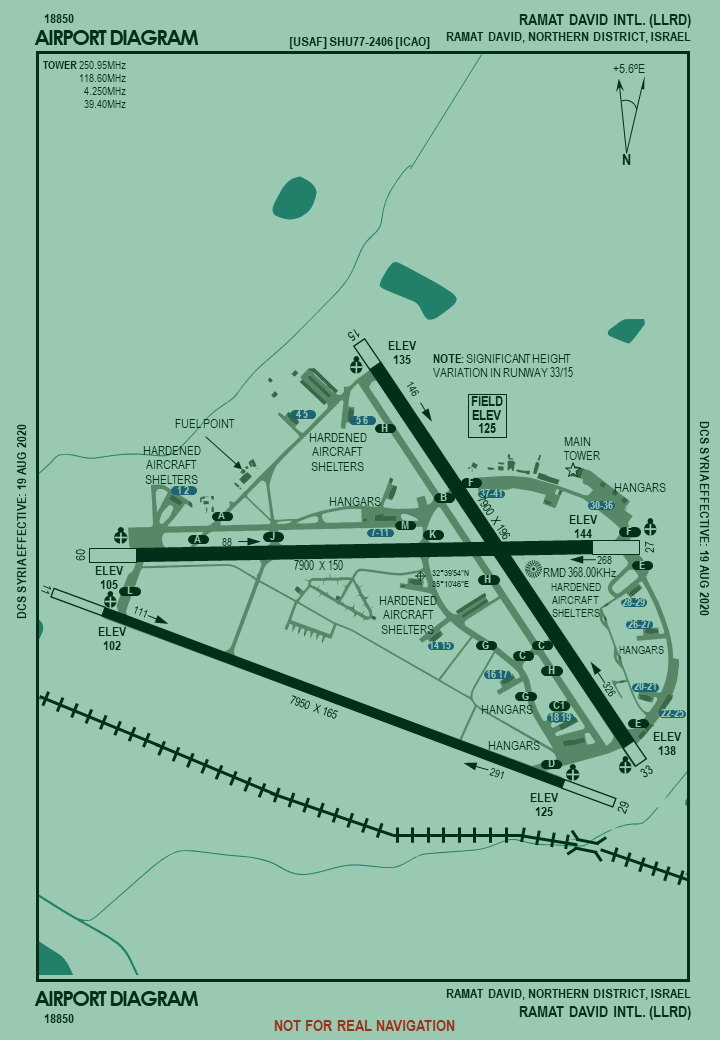 18850
AIRPORT DIAGRAM
[USAF] SHU77-2406 [ICAO]
RAMAT DAVID INTL. (LLRD)
RAMAT DAVID, NORTHERN DISTRICT, ISRAEL
TOWER 250.95MHz
118.60MHz
4.250MHz
39.40MHz
+5.6ºE
N
15
ELEV
135
NOTE: SIGNIFICANT HEIGHT
VARIATION IN RUNWAY 33/15
146
FIELD
ELEV
125
4 5
5 6
H
FUEL POINT
HARDENED
AIRCRAFT
SHELTERS
HARDENED
AIRCRAFT
SHELTERS
MAIN
TOWER
1 2
HANGARS
HANGARS
F
37-41
B
30-36
7900 X 196
A
M
7-11
K
ELEV
144
F
A
88
J
09
27
268
E
7900 X 150
ELEV
105
32°39'54"N
35°10'46"E
RMD 368.00KHz
H
HARDENED
AIRCRAFT
SHELTERS
HARDENED
AIRCRAFT
SHELTERS
L
11
111
ELEV
102
28-29
26-27
14 15
G
C
C
HANGARS
H
16 17
326
20-21
G
HANGARS
C1
18 19
22-25
E
7950 X 165
HANGARS
D
ELEV
138
33
291
ELEV
125
29
DCS SYRIA EFFECTIVE: 19 AUG 2020
DCS SYRIA EFFECTIVE: 19 AUG 2020
AIRPORT DIAGRAM
18850
RAMAT DAVID, NORTHERN DISTRICT, ISRAEL
RAMAT DAVID INTL. (LLRD)
NOT FOR REAL NAVIGATION